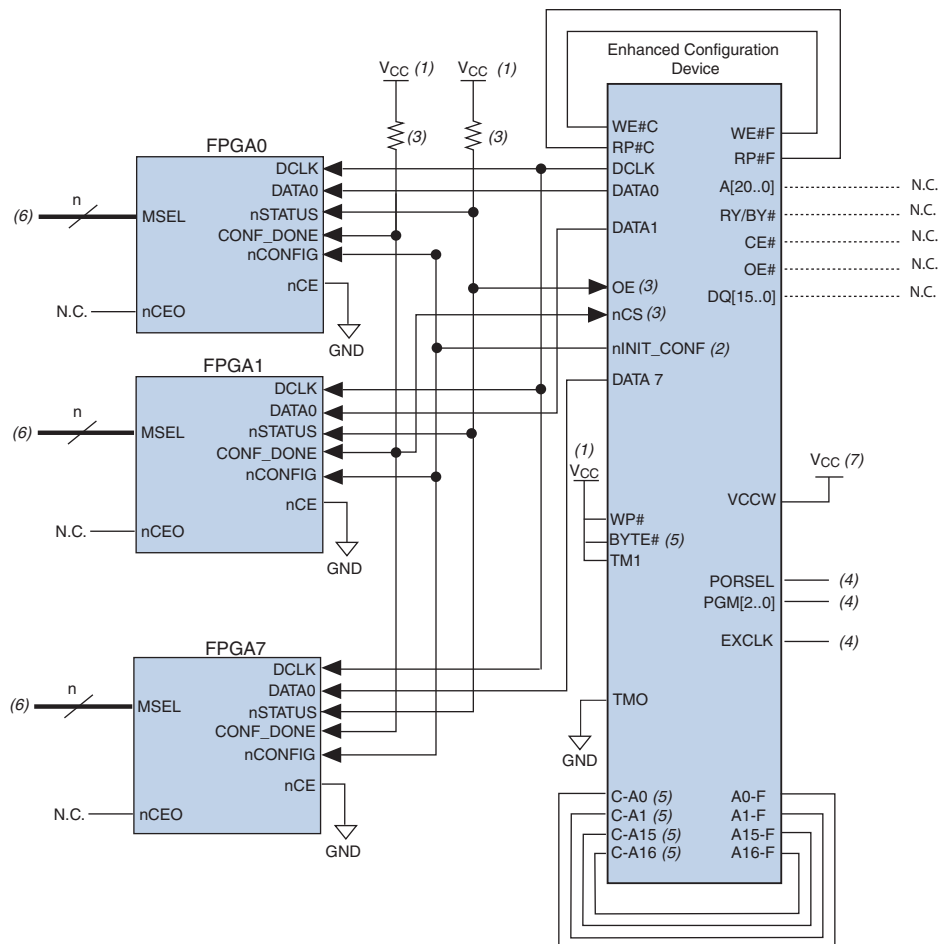 Enhanced Configuration
Device
VCC (1)
VCC (1)
(3)
(3)
FPGA0
DCLK
DATA0
nSTATUS
CONF_DONE
nCONFIG
nCE
MSEL
nCEO
n
(6)
N.C.
GND
FPGA1
DCLK
DATA0
nSTATUS
CONF_DONE
nCONFIG
nCE
MSEL
nCEO
n
(6)
N.C.
GND
FPGA7
DCLK
DATA0
nSTATUS
CONF_DONE
nCONFIG
nCE
MSEL
nCEO
n
(6)
N.C.
GND
WE#C
RP#C
DCLK
DATA0
DATA1
OE (3)
nCS (3)
nINIT_CONF (2)
DATA 7
(1)
VCC
WP#
BYTE# (5)
TM1
TMO
GND
C-A0 (5)
C-A1 (5)
C-A15 (5)
C-A16 (5)
WE#F
RP#F
A[20..0]
N.C.
RY/BY#
N.C.
CE#
N.C.
OE#
N.C.
DQ[15..0]
N.C.
VCC (7)
VCCW
PORSEL
(4)
PGM[2..0]
(4)
EXCLK
(4)
A0-F
A1-F
A15-F
A16-F